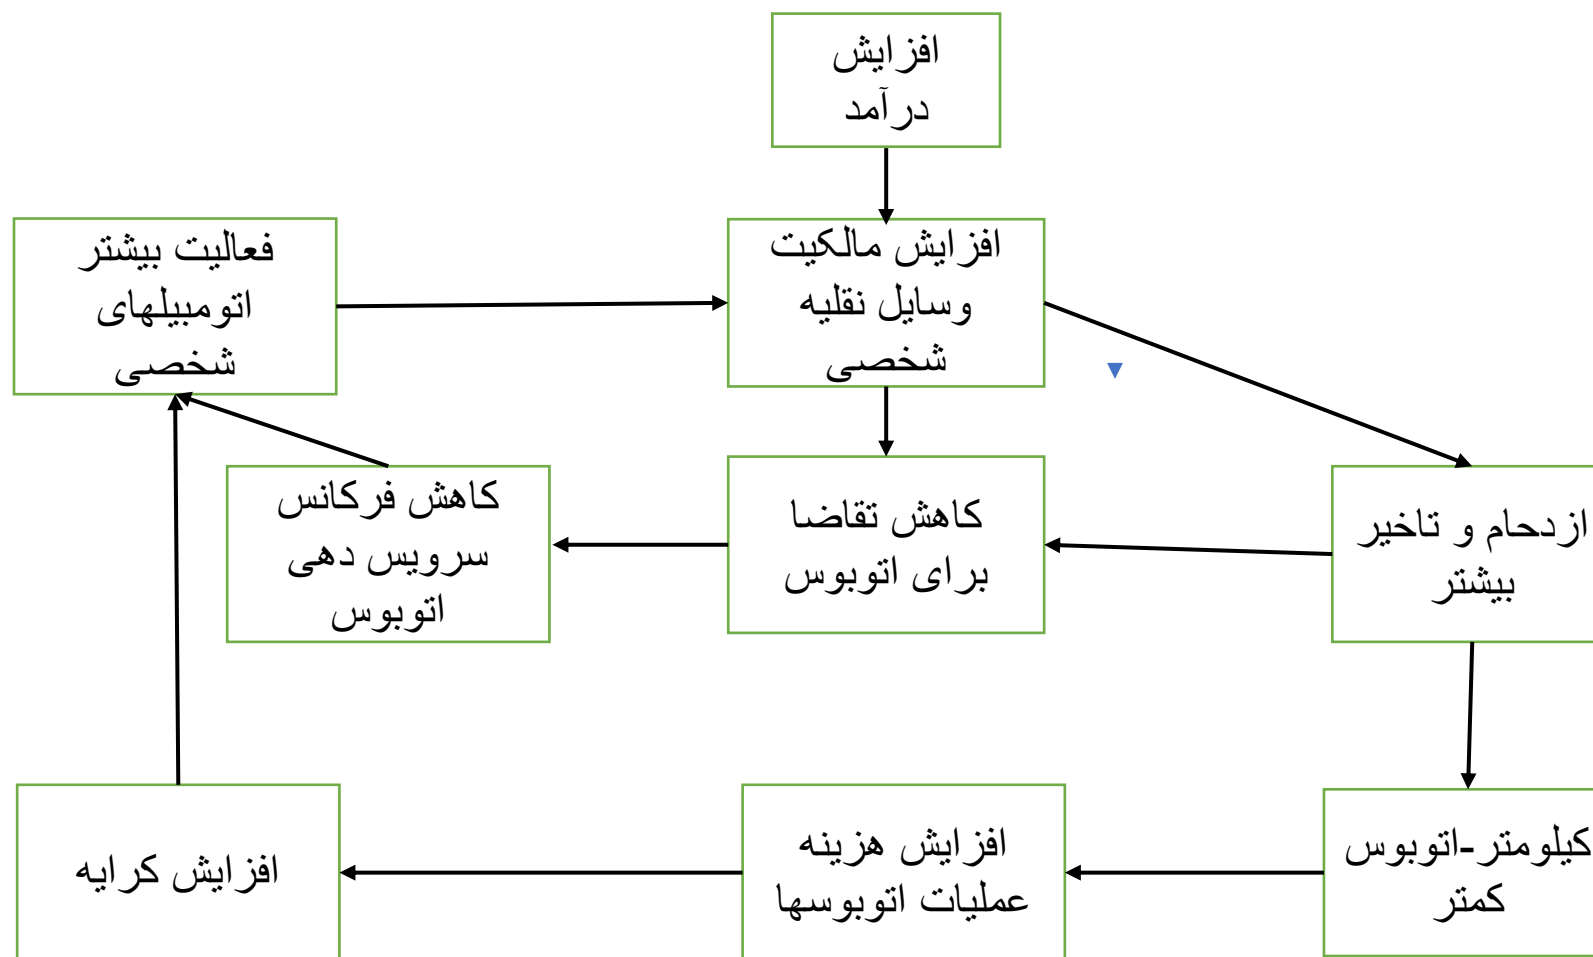 افزایش
درآمد
افزایش مالکیت
وسایل نقلیه
شخصی
فعالیت بیشتر
اتومبیلهای
شخصی
ازدحام و تاخیر
بیشتر
کاهش تقاضا
برای اتوبوس
کاهش فرکانس
سرویس دهی
اتوبوس
کیلومتر-اتوبوس
کمتر
افزایش هزینه
عملیات اتوبوسها
افزایش کرایه